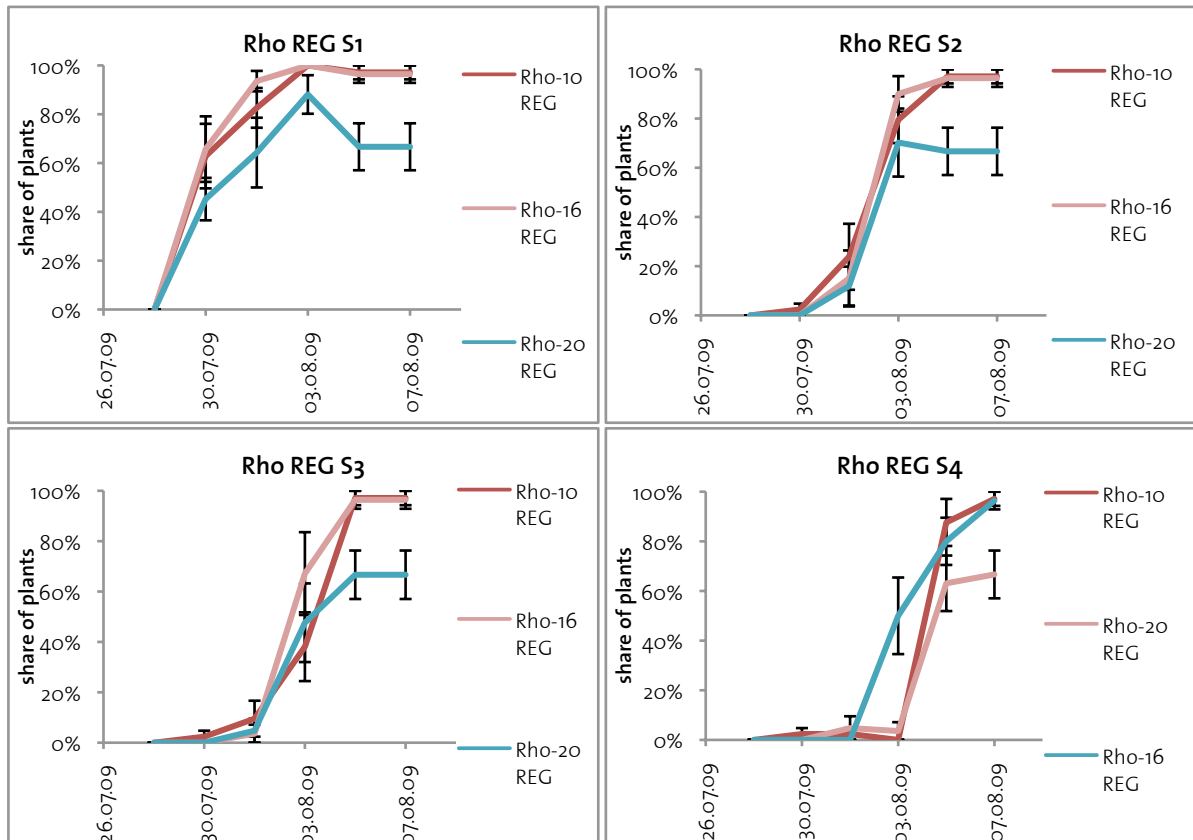 Rho REG S1
share of plants
100%
80%
60%
40%
20%
0%
26.07.09
30.07.09
03.08.09
07.08.09
Rho-10
REG
Rho-16
REG
Rho-20
REG
Rho REG S2
share of plants
100%
80%
60%
40%
20%
0%
26.07.09
30.07.09
03.08.09
07.08.09
Rho-10
REG
Rho-16
REG
Rho-20
REG
Rho REG S3
share of plants
100%
80%
60%
40%
20%
0%
26.07.09
30.07.09
03.08.09
07.08.09
Rho-10
REG
Rho-16
REG
Rho-20
REG
Rho REG S4
share of plants
100%
80%
60%
40%
20%
0%
26.07.09
30.07.09
03.08.09
07.08.09
Rho-10
REG
Rho-20
REG
Rho-16
REG